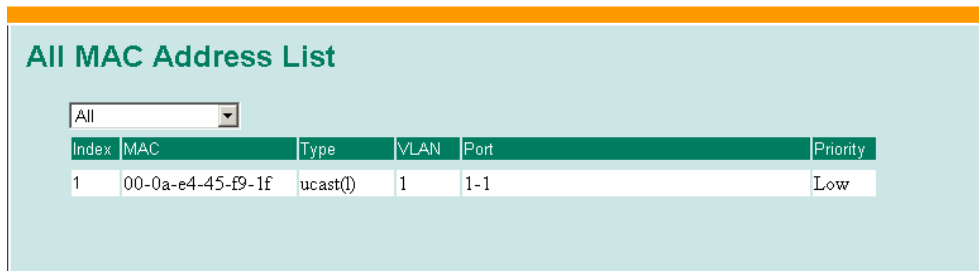 All MAC Address List
All
Index MAC Type VLAN Port Priority
1 00-0a-e4-45-f9-1f ucast(l) 1 1-1 Low